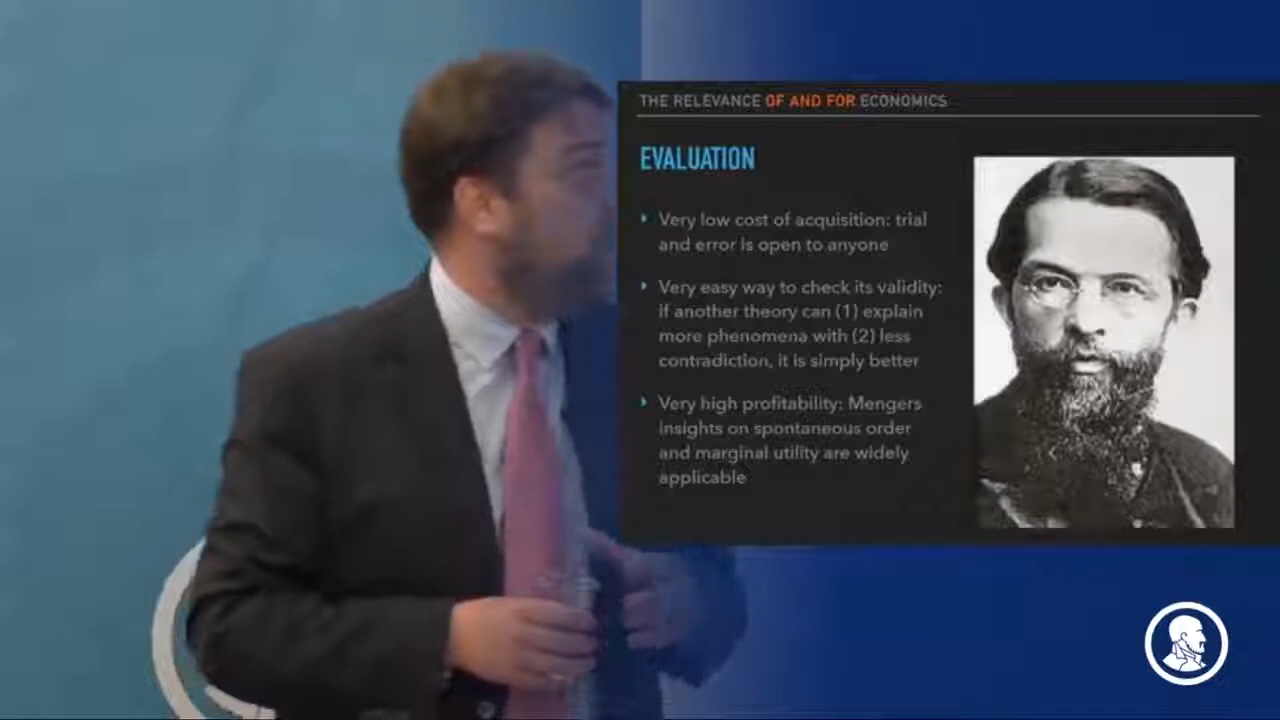 THE RELEVANCE OF AND FOR ECONOMICS
EVALUATION
Very low cost of acquisition: trial
and error is open to anyone
Very easy way to check its validity:
if another theory can (1) explain
more phenomena with (2) less
contradiction, it is simply better
Very high profitability: Mengers
insights on spontaneous order
and marginal utility are widely
applicable